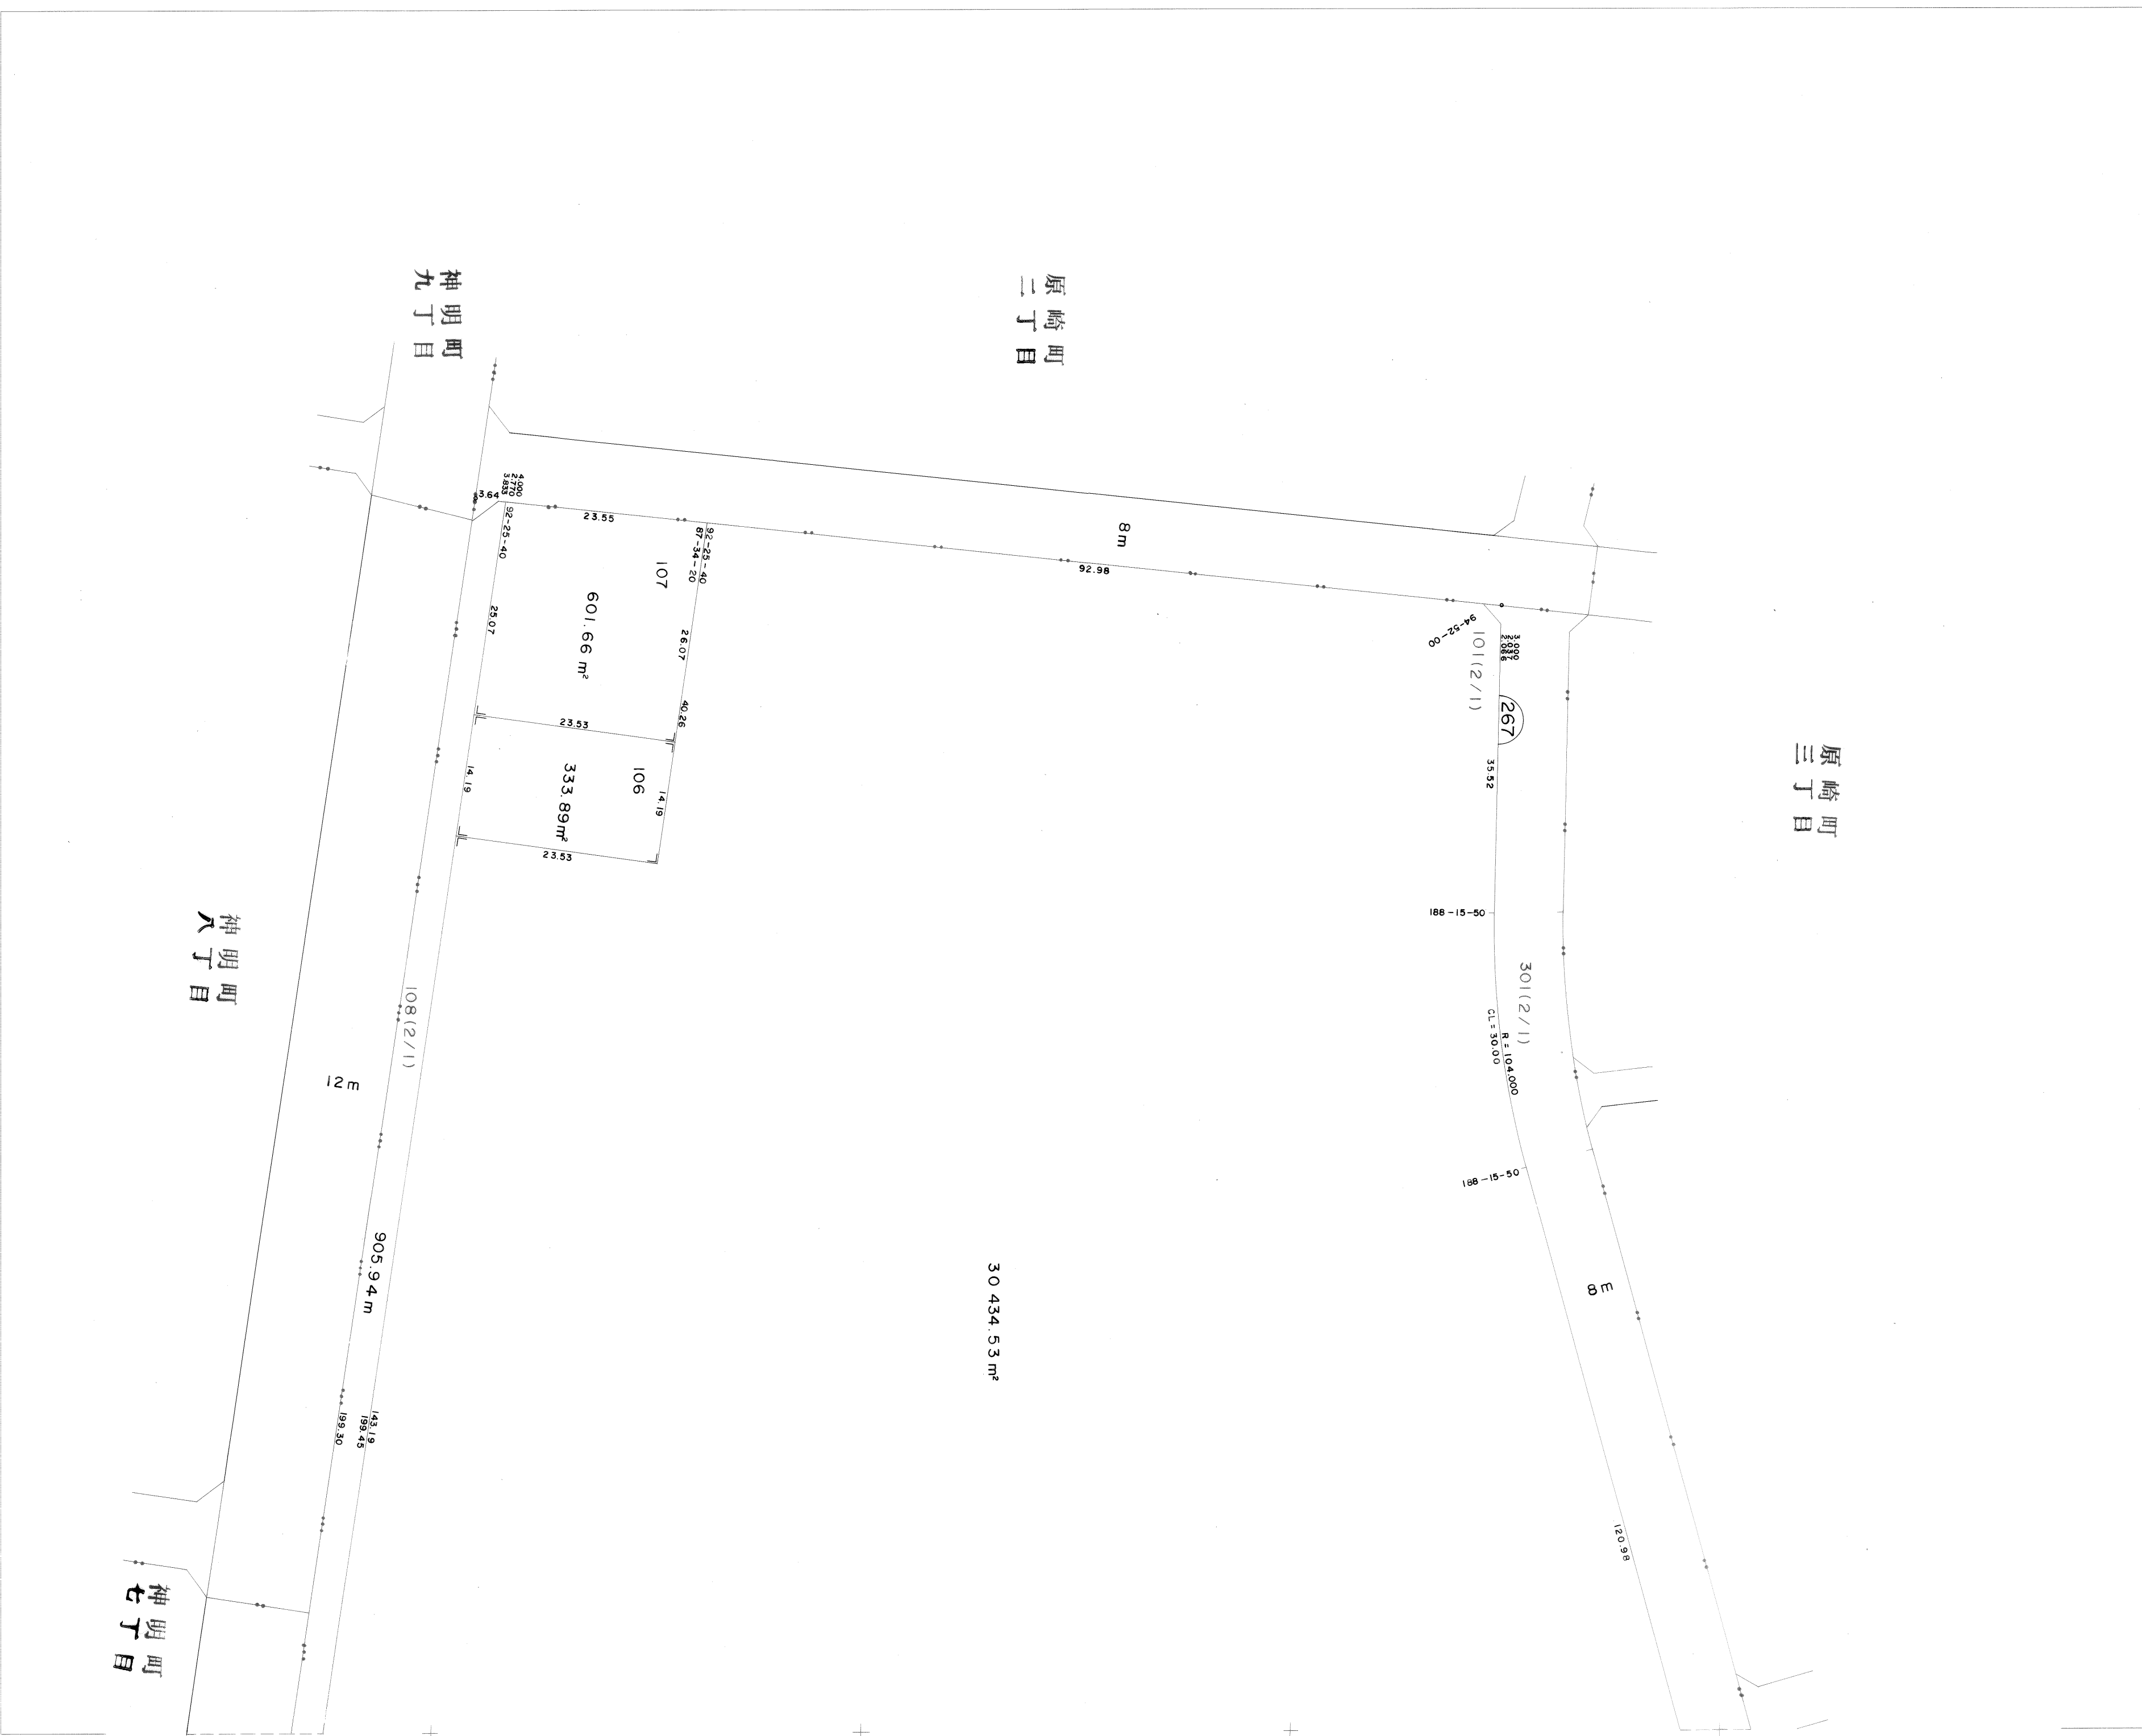 神明町
九丁目
原崎町
二丁目
4.000
2.770
3.833
3.64
92-25-40
23.55
92-25-40
87-34-20
107
601.66 m²
25.07
26.07
40.26
23.53
8m
92.98
94-52-00
101(2/1)
3.000
2.037
2.066
267
35.52
原崎町
三丁目
106
333.89m²
14.19
14.19
23.53
188-15-50
301(2/1)
R = 104.000
CL = 30.00
188-15-50
神明町
八丁目
108(2/1)
12m
905.94m
30 434.53 m²
8m
143.19
199.45
199.30
120.98
神明町
七丁目